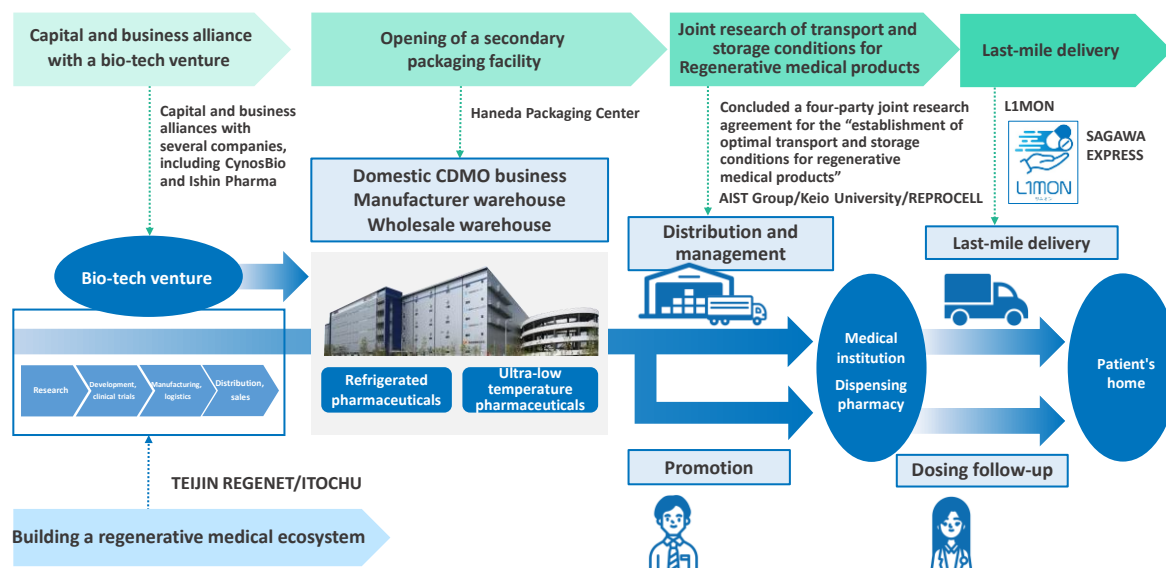 Capital and business alliance
with a bio-tech venture
Opening of a secondary
packaging facility
Joint research of transport and
storage conditions for
Regenerative medical products
Last-mile delivery
Capital and business
alliances with
several companies,
including CynosBio
and Ishin Pharma
Haneda Packaging Center
Concluded a four-party joint research
agreement for the “establishment of
optimal transport and storage
conditions for regenerative
medical products”
AIST Group/Keio University/REPROCELL
L1MON
SAGAWA
EXPRESS
L1MON
Domestic CDMO business
Manufacturer warehouse
Wholesale warehouse
Distribution and
management
Last-mile delivery
Bio-tech venture
Research
Development,
clinical trials
Manufacturing,
logistics
Distribution,
sales
Refrigerated
pharmaceuticals
Ultra-low
temperature
pharmaceuticals
Medical
institution
Dispensing
pharmacy
Patient's
home
Promotion
Dosing follow-up
TEIJIN REGENET/ITOCHU
Building a regenerative medical ecosystem